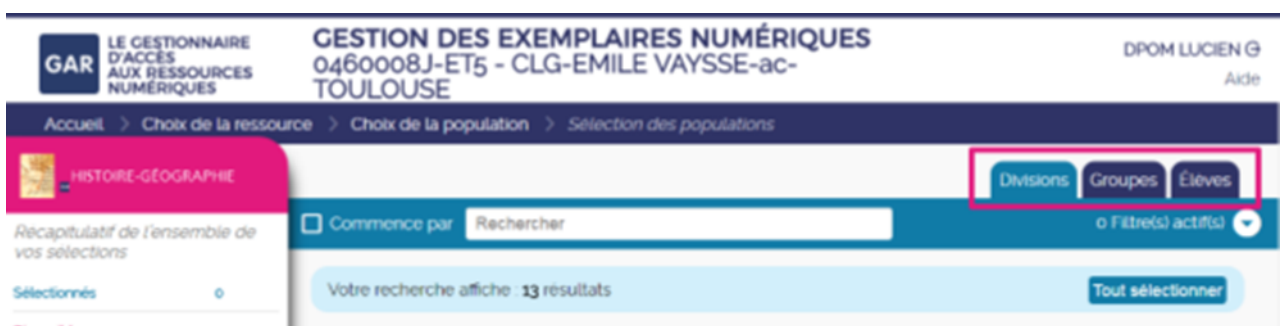 GAR
LE GESTIONNAIRE
D'ACCÈS
AUX RESSOURCES
NUMÉRIQUES
GESTION DES EXEMPLAIRES NUMÉRIQUES
0460008J-ET5 - CLG-EMILE VAYSSE-ac-
TOULOUSE
DPOM LUCIEN
Aide
Accueil > Choix de la ressource > Choix de la population > Sélection des populations
HISTOIRE-GÉOGRAPHIE
Divisions Groupes Élèves
Recapitulatif de l'ensemble de
vos sélections
Commence par Rechercher
0 Filtre(s) actif(s)
Sélectionnés 0
Votre recherche affiche : 13 résultats
Tout sélectionner